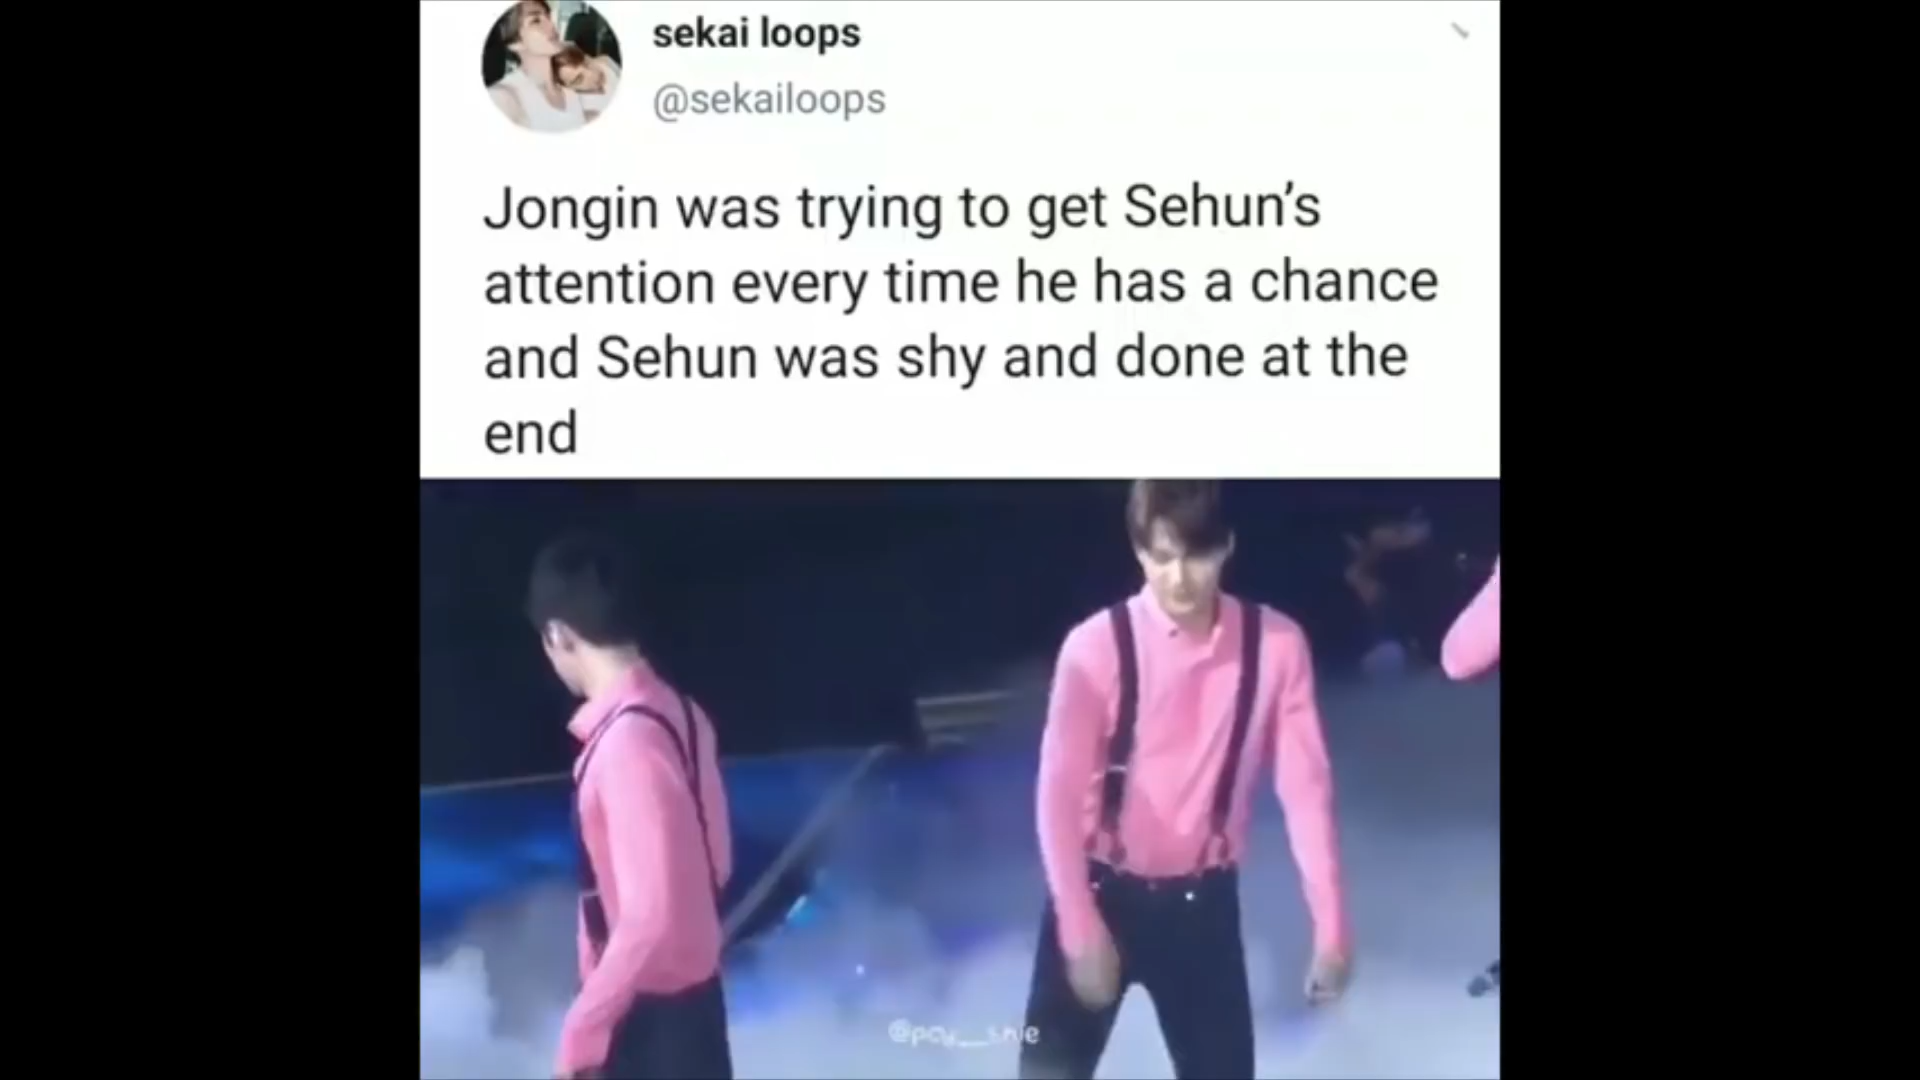 sekai loops
@sekailoops
Jongin was trying to get Sehun’s
attention every time he has a chance
and Sehun was shy and done at the
end